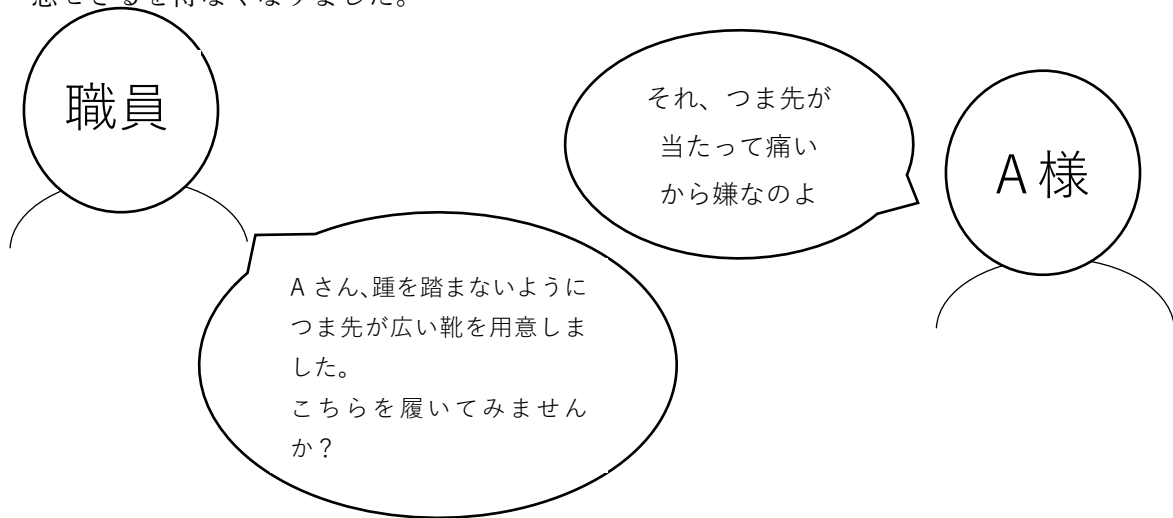 職員
それ、つま先が
当たって痛い
から嫌なのよ
A様
Aさん、踵を踏まないように
つま先が広い靴を用意しま
した。
こちらを履いてみません
か？